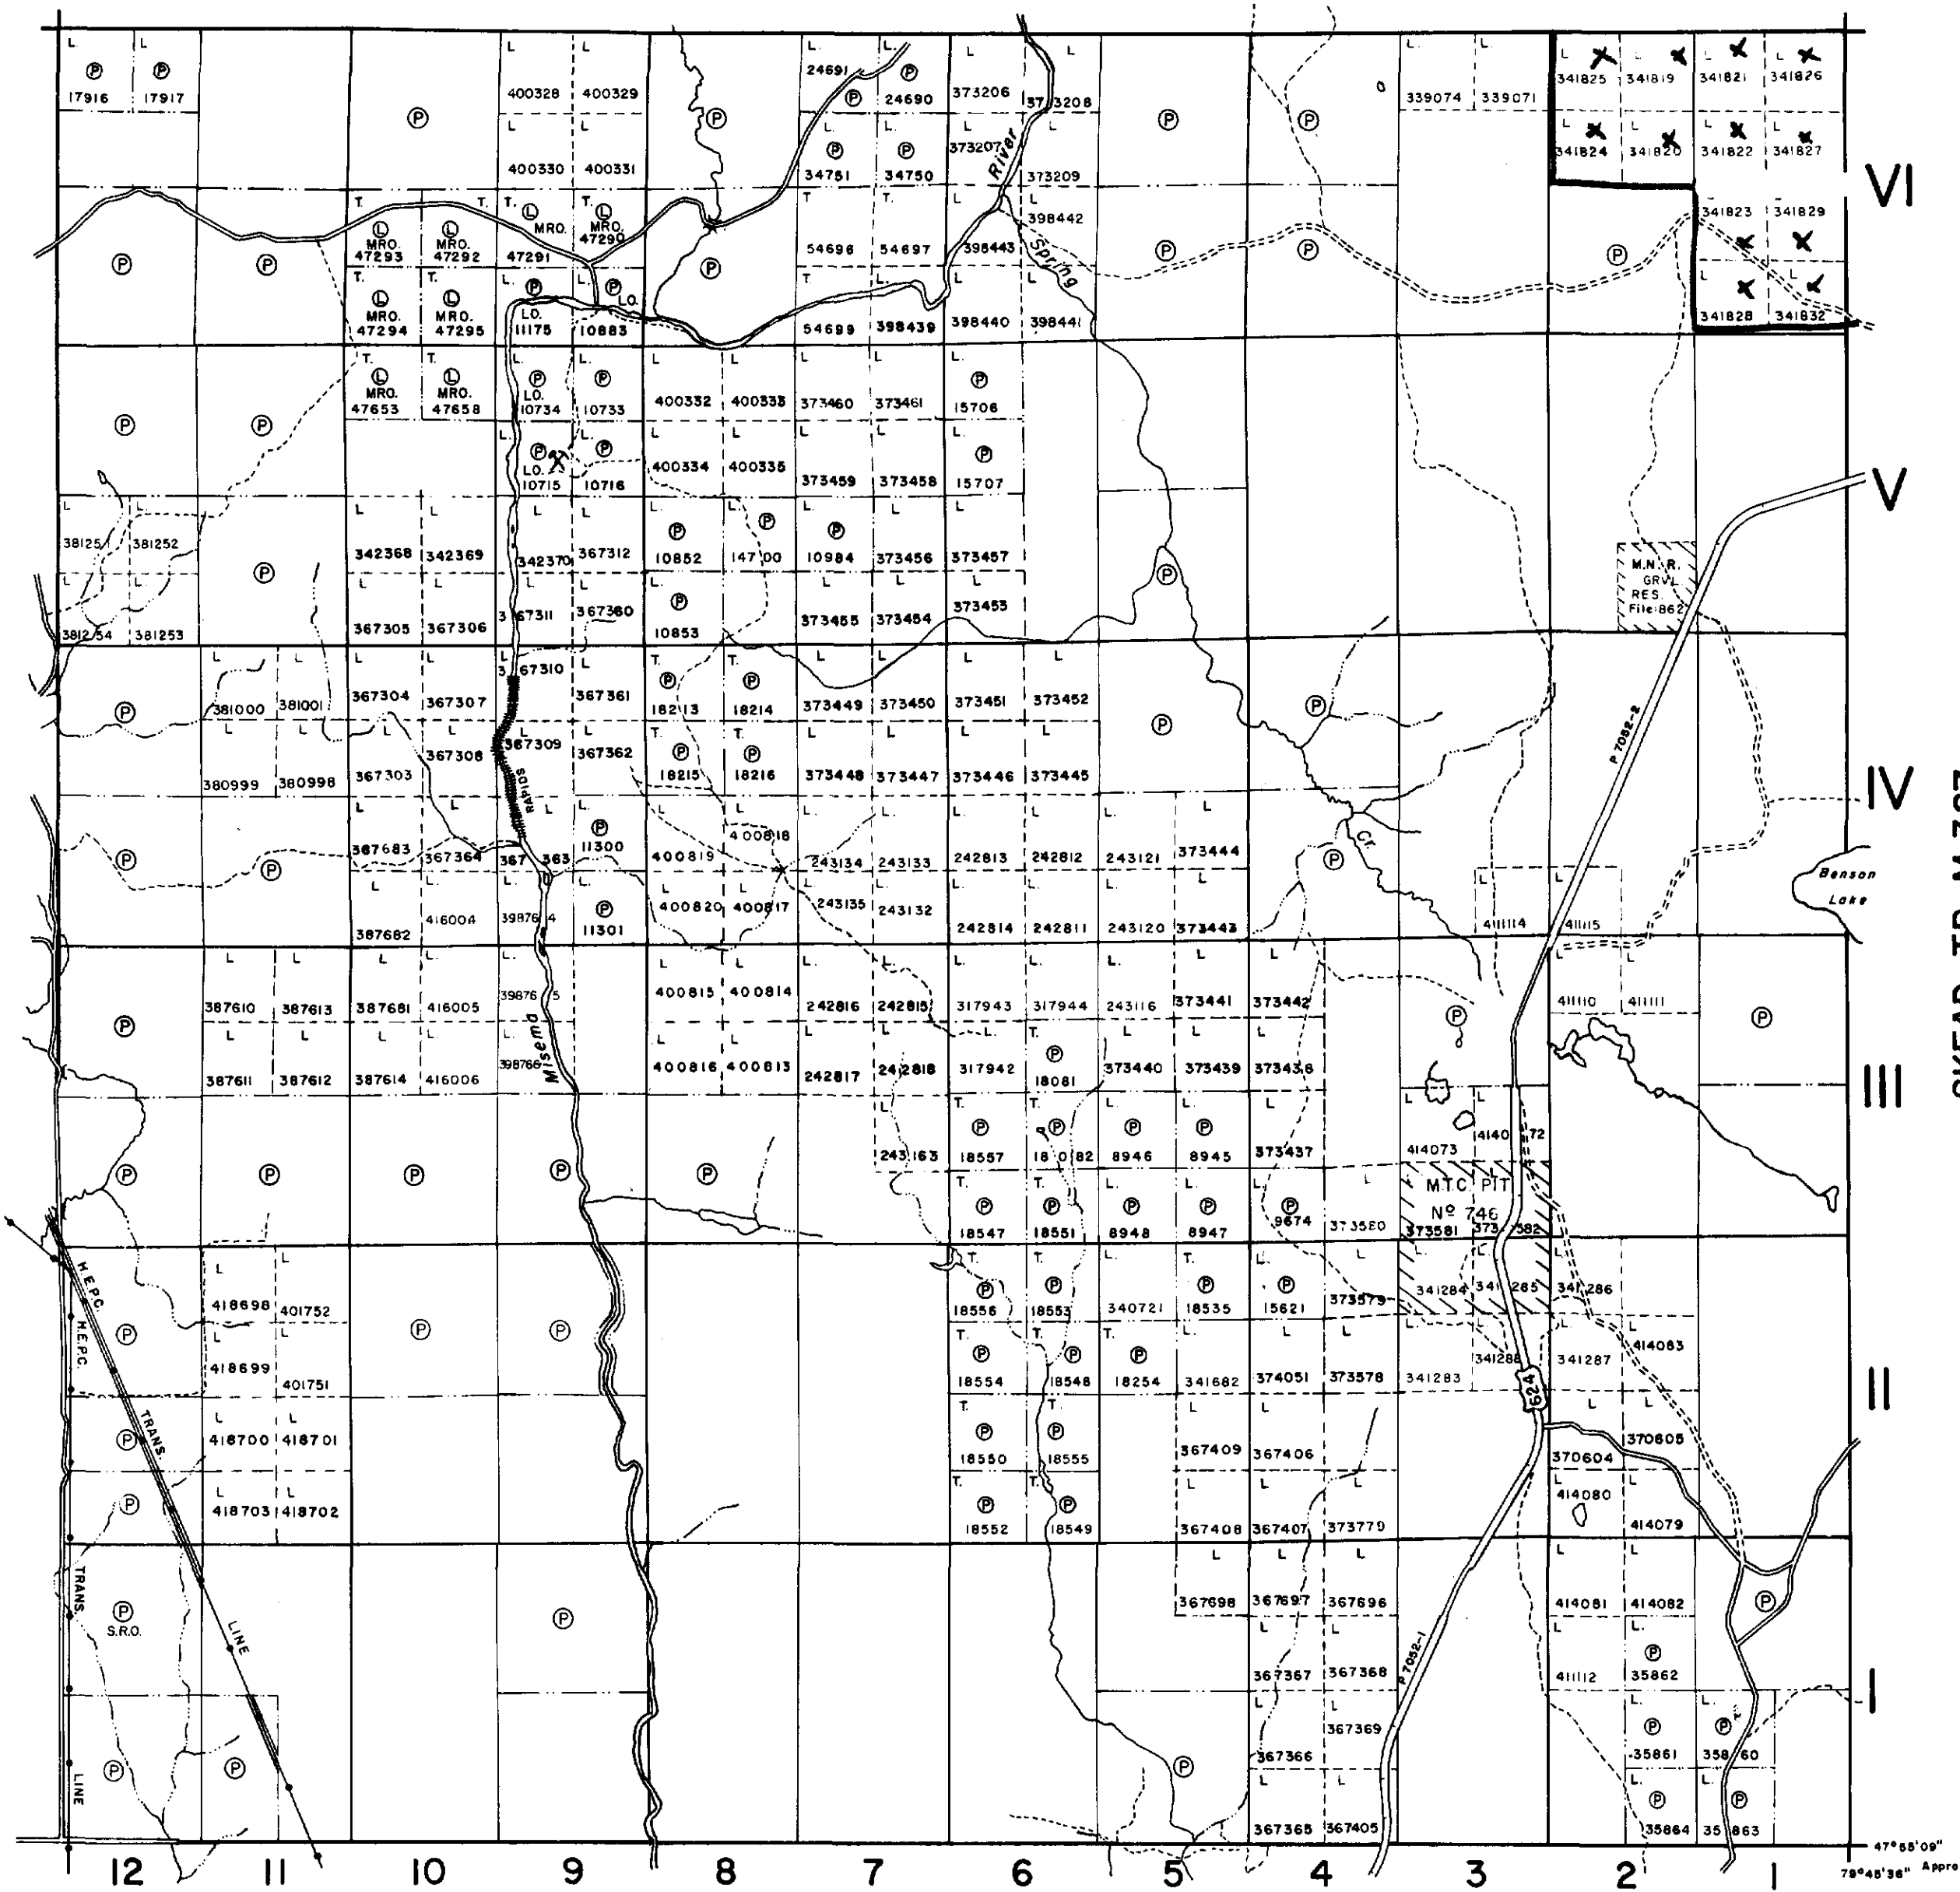 L L L L L. L. L L L. L. L L L L
P P 24691 P 373206 341825 341819 341821 341826
17916 17917 400328 400329 P 24690 373208 339074 339071
P P P P
L L L. L. 373207 L L L L
P P River 341824 341820 341822 341827
400330 400331 34751 34750 373209 VI
T. T. T. T. T T. L L
L L L MRO. L 398442 341823 341829
MRO. MRO. MRO. 47290
47293 47292 47291 54696 54697 398443 Spring
P P P P P P
T. T. L. L. T L. L L L L
L L P P LO.
MRO. MRO. LO.
47294 47295 11175 10883 54699 398439 398440 398441 341828 341832
T. T. L. L. L L L L L.
L L P P P
MRO. MRO. LO.
47653 47658 10734 10733 400332 400333 373460 373461 15706
P P
L. L. L L L L L.
P P P
LO.
10715 10716 400334 400335 373459 373458 15707
V
L L L L L L L. L. L. L L
P P P
381251 381252 342368 342369 342370 367312 10852 14700 10984 373456 373457
P P
M.N.R.
GRVL
RES.
File:862
L L L L L L. L L
P
381254 381253 367305 367306 367311 367360 10853 373455 373454 373453
L L L L L L T. T. L L L L
367310
P P P P P
381000 381001 367304 367307 367361 18213 18214 373449 373450 373451 373452
P 7052-2
L L L L L T. T. L L L L
367308 367309 367362 P P
380999 380998 367303 RAPIDS 18215 18216 373448 373447 373446 373445
IV
L L L. L L. L. L. L. L. L
P P 400818
11300
367683 367364 367 363 400819 243134 243133 242813 242812 243121 373444 Cr.
P P
Benson
Lake
L L. L. L. L L L. L. L. L. L L L
416004 398764 P 400820 400817 243135 243132
387682 11301 242814 242811 243120 373443 411114 411115
L L L L. L. L. L L. L. L. L. L L L L L
387610 387613 387681 416005 398765 400815 400814 242816 242815 317943 317944 243116 373441 373442 411110 411111
P P P
L L L L. L L L L L. T. L L L
Misema P
387611 387612 387614 416006 398766 400816 400813 242817 242818 317942 18081 373440 373439 373438
III
L T. T. L. L. L L L
P P P P 414072
243163 18557 18082 8946 8945 373437 414073
P P P P P
T. T. L. L. L. L
P P P P P
MTC PIT
Nº 746
18547 18551 8948 8947 9674 373580 373581 373582
H.E.P.C.
L L T. T. T. L. L L L
P P P P
418698 401752 18556 18553 340721 18535 15621 373579 341284 341285 341286
P P P
H.E.P.C.
L L T. T. T. L. L L L L
P P P
418699 401751 18554 18548 18254 341682 374051 373578 341283 341288 341287 414083
624
II
TRANS
L L T. T. L L L L
P P P
418700 418701 18550 18555 367409 367406 370604 370605
L L T. T. L L L L
P P P
418703 418702 18552 18549 367408 367407 373779 414080 414079
L L L L L
TRANS
P P P
S.R.O.
367698 367697 367696 414081 414082
LINE
L L L.
P
367367 367368 P 7052-1 411112 35862
I
L L L. L.
P P
367366 367369 35861 35860
P P P
L L L. L.
LINE
P P
367365 367405 35864 35863
47°55'09"
79°45'36" Appro
12 11 10 9 8 7 6 5 4 3 2 1